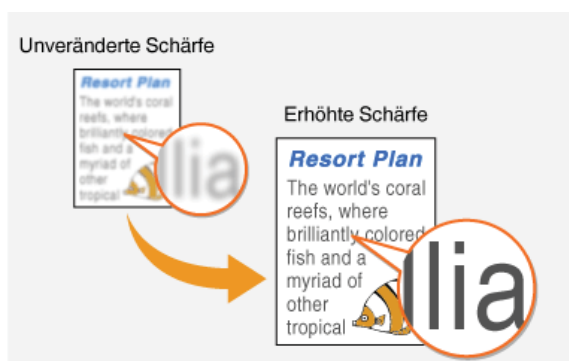 Unveränderte Schärfe
Resort Plan
The world's coral
reefs, where
brilliantly colored
fish and a
myriad of
other
tropical
lia
Erhöhte Schärfe
Resort Plan
The world's coral
reefs, where
brilliantly colored
fish and a
myriad of
other
tropical
llia